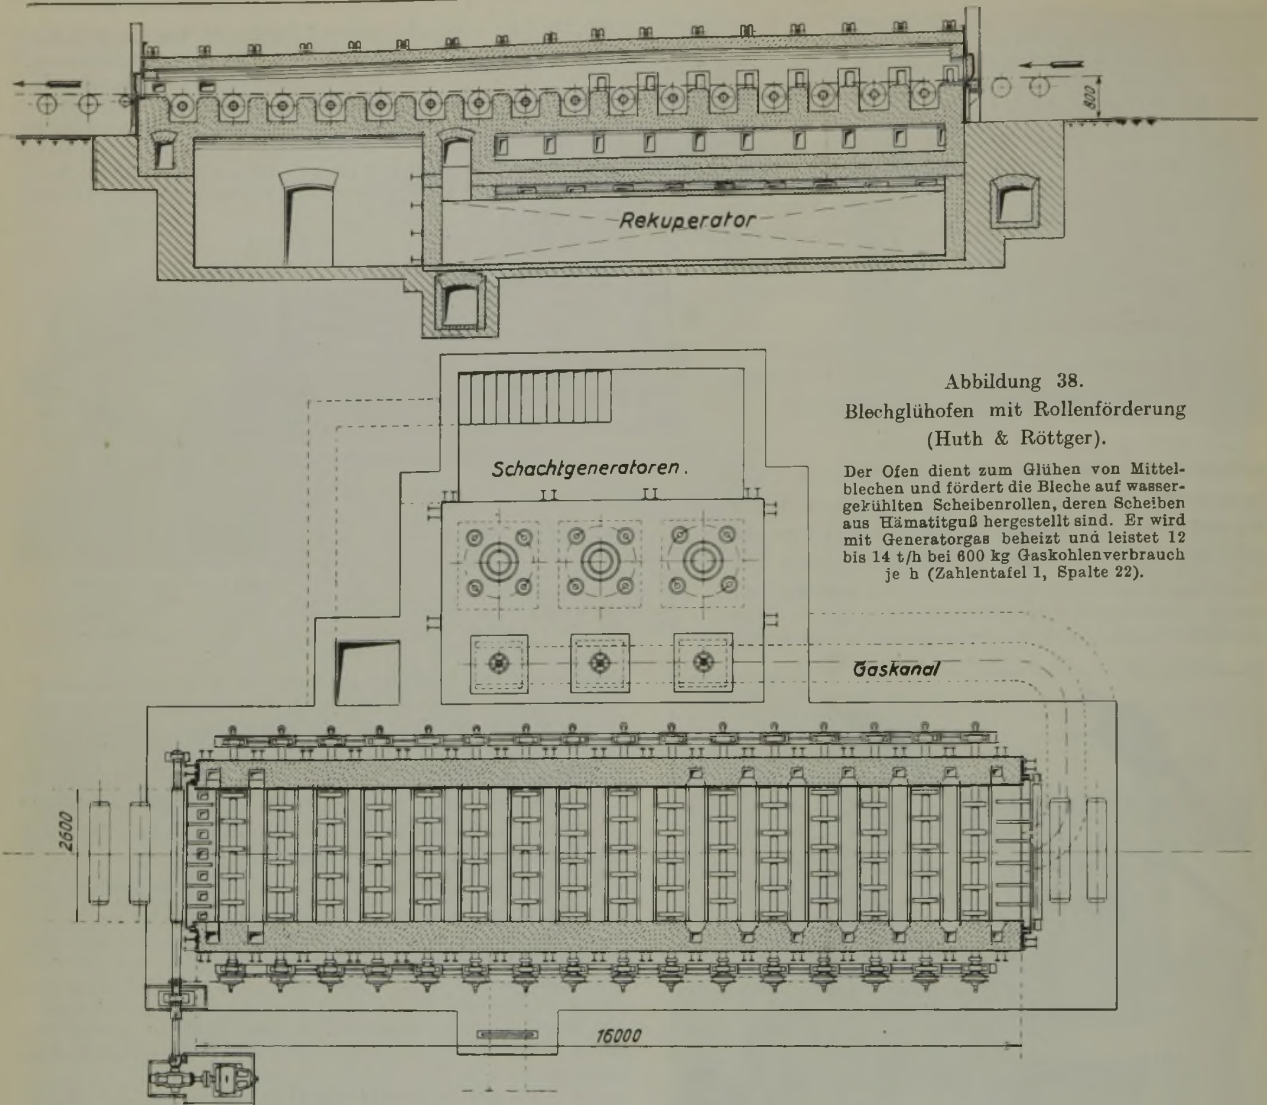 800
Rekuperator
Abbildung 38.
Blechglühofen mit Rollenförderung
(Huth & Röttger).
Der Ofen dient zum Glühen von Mittel-
blechen und fördert die Bleche auf wasser-
gekühlten Scheibenrollen, deren Scheiben
aus Hämatitguß hergestellt sind. Er wird
mit Generatorgas beheizt und leistet 12
bis 14 t/h bei 600 kg Gaskohlenverbrauch
je h (Zahlentafel 1, Spalte 22).
Schachtgeneratoren.
Gaskanal
2600
16000